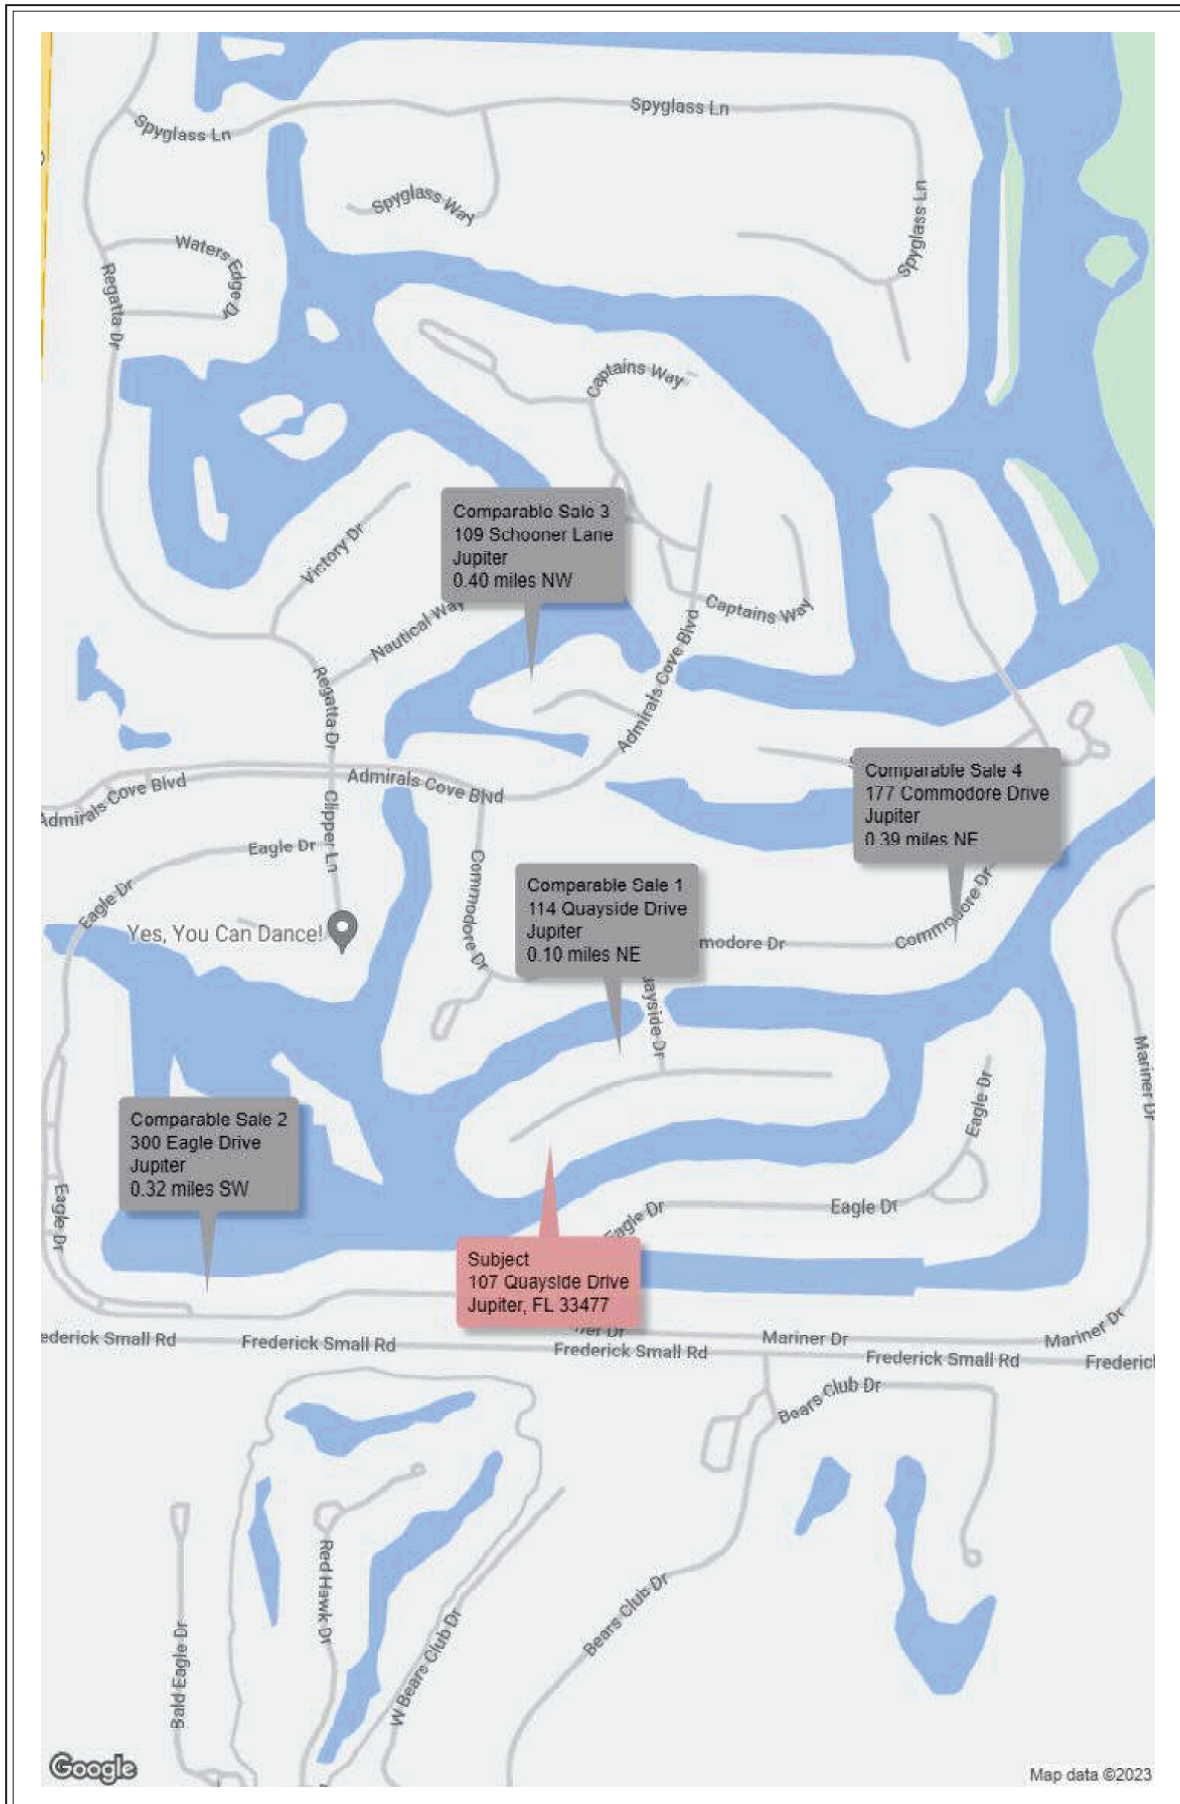 Spyglass Ln
Spyglass Ln
Spyglass Way
Spyglass Ln
Waters Edge Dr
Regatta Dr
Captains Way
Comparable Sale 3
109 Schooner Lane
Jupiter
0.40 miles NW
Victory Dr
Nautical Way
Captains Way
Regatta Dr
Admirals Cove Blvd
Admirals Cove Blvd
Admirals Cove Blvd
Comparable Sale 4
177 Commodore Drive
Jupiter
0.39 miles NE
Clipper Ln
Eagle Dr
Eagle Dr
Commodore Dr
Comparable Sale 1
114 Quayside Drive
Jupiter
0.10 miles NE
Yes, You Can Dance!
modore Dr
Commodore Dr
ayside Dr
Mariner Dr
Eagle Dr
Comparable Sale 2
300 Eagle Drive
Jupiter
0.32 miles SW
Eagle Dr
Eagle Dr
Eagle Dr
Subject
107 Quayside Drive
Jupiter, FL 33477
ner Dr
Mariner Dr
Mariner Dr
ederick Small Rd
Frederick Small Rd
Frederick Small Rd
Frederick Small Rd
Frederic
Bears Club Dr
Red Hawk Dr
Bald Eagle Dr
W Bears Club Dr
Bears Club Dr
Google
Map data ©2023